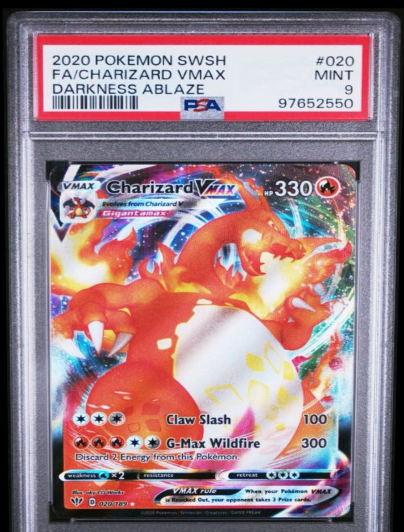 2020 POKEMON SWSH #020
FA/CHARIZARD VMAX MINT
DARKNESS ABLAZE 9
PSA 97652550
VMAX Charizard VMAX HP 330
Evolves from Charizard V
Gigantamax
Claw Slash 100
G-Max Wildfire 300
Discard 2 Energy from this Pokémon.
weakness ×2 resistance retreat
VMAX rule When your Pokémon VMAX
is Knocked Out, your opponent takes 3 Prize cards.
D 020/189